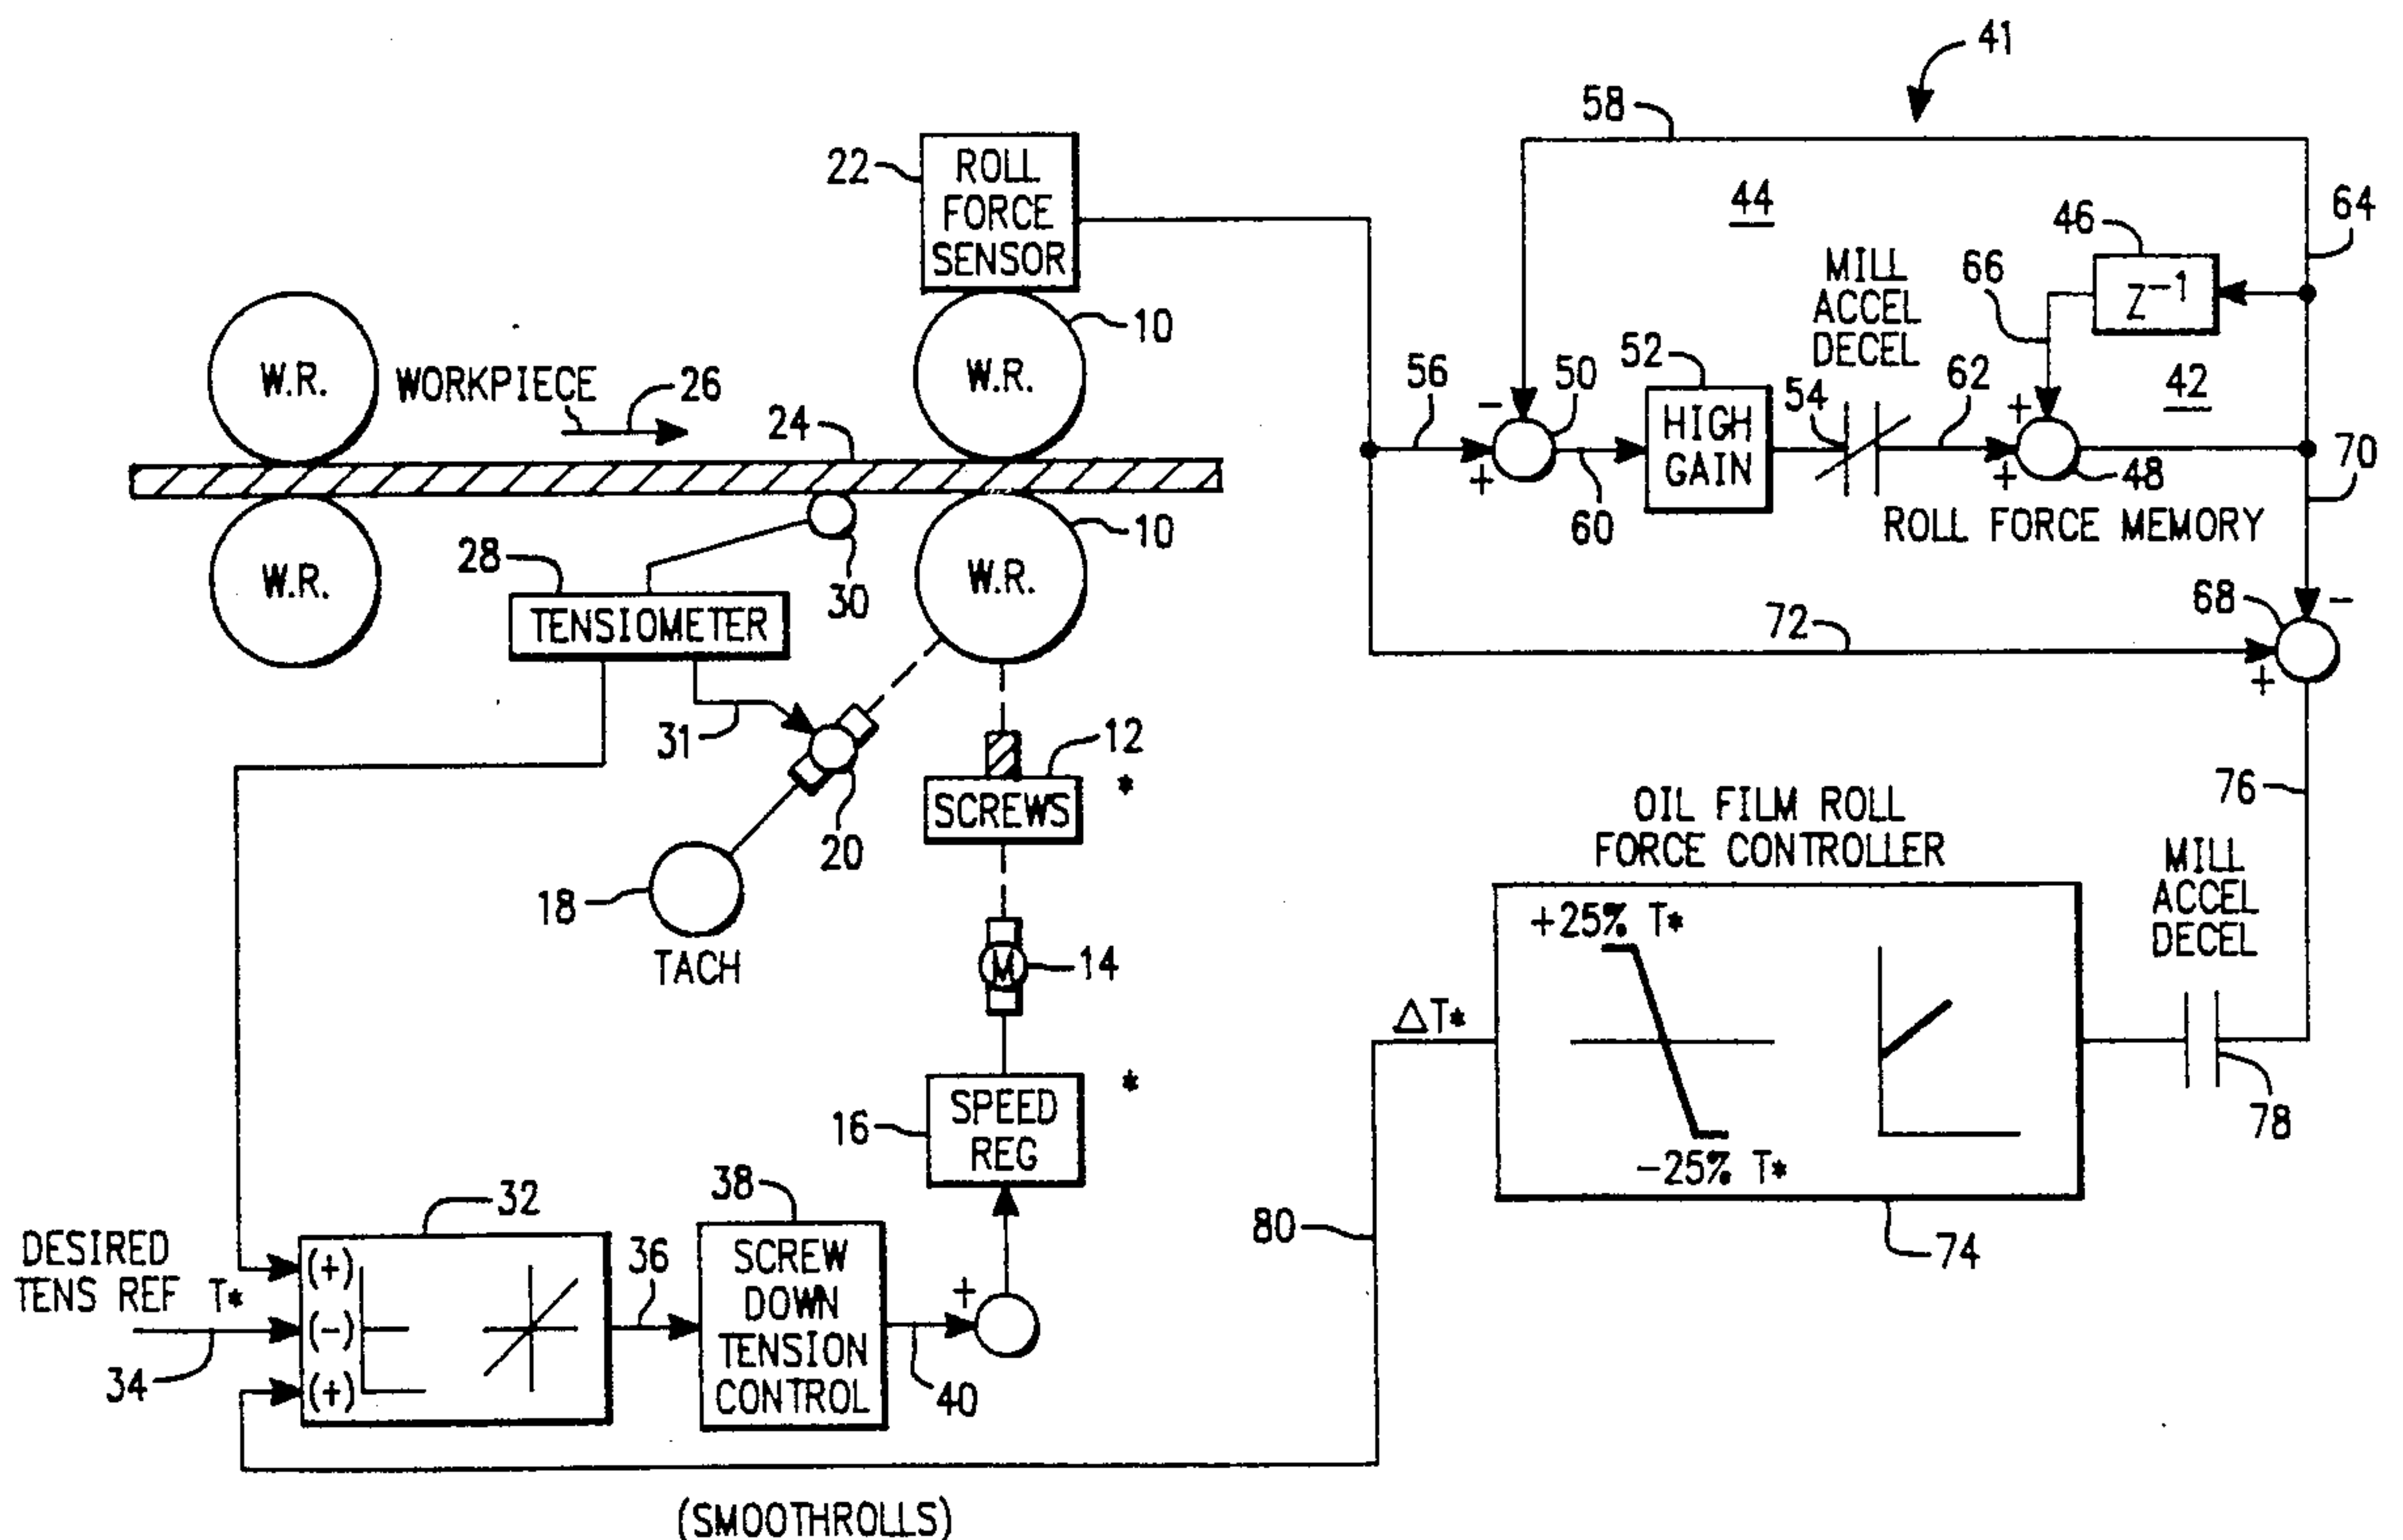 41
58
22
ROLL
FORCE
SENSOR
44
64
46
Z⁻¹
MILL
ACCEL
DECEL
66
10
W.R.
W.R.
WORKPIECE
26
24
56
-
+
50
52
HIGH
GAIN
54
62
+
+
48
42
60
ROLL FORCE MEMORY
70
W.R.
28
TENSIOMETER
30
W.R.
10
72
68
-
+
31
20
12
SCREWS
*
18
TACH
M
14
76
OIL FILM ROLL
FORCE CONTROLLER
MILL
ACCEL
DECEL
+25% T*
-25% T*
ΔT*
78
74
80
16
SPEED
REG
*
32
DESIRED
TENS REF T*
34
(+)
(-)
(+)
36
38
SCREW
DOWN
TENSION
CONTROL
40
+
(SMOOTHROLLS)